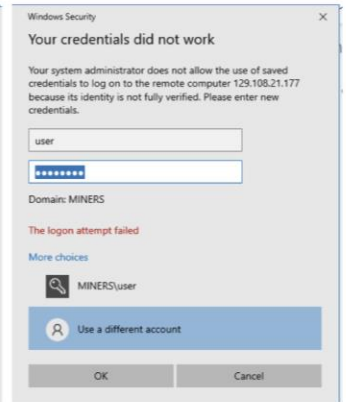 Windows Security
Your credentials did not work
Your system administrator does not allow the use of saved
credentials to log on to the remote computer 129.108.21.177
because its identity is not fully verified. Please enter new
credentials.
user
••••••••
Domain: MINERS
The logon attempt failed
More choices
MINERS\user
Use a different account
OK Cancel